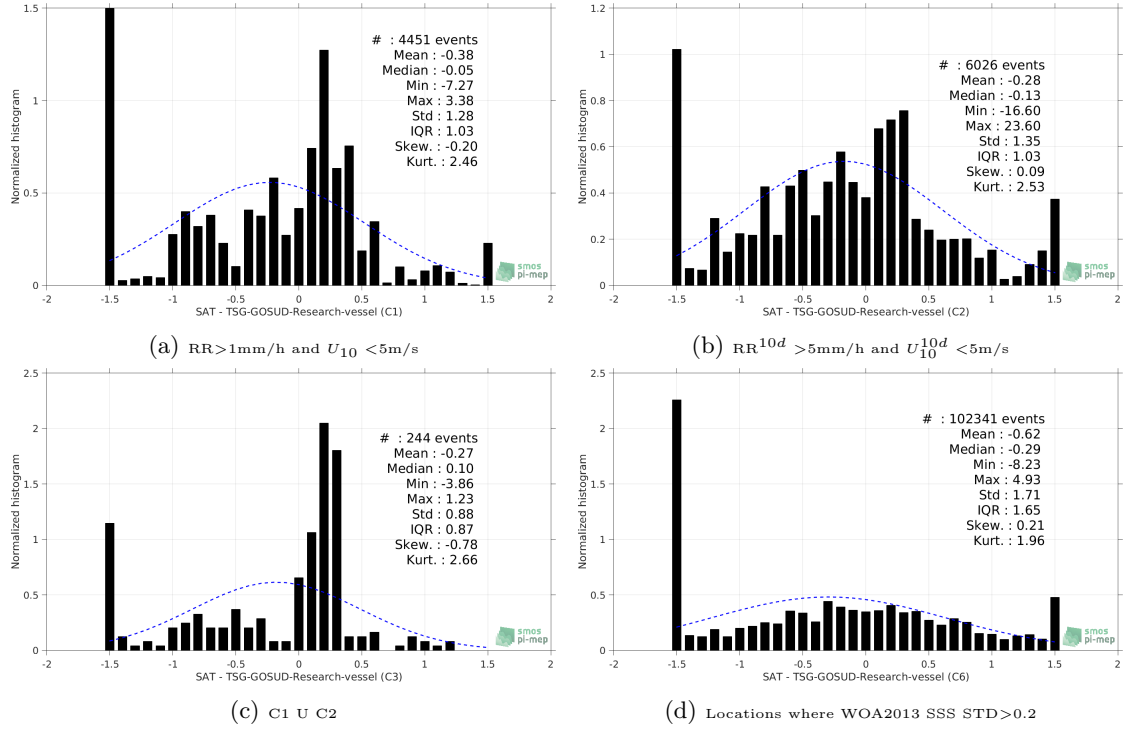 1.5
1
0.5
0
Normalized histogram
-2
-1.5
-1
-0.5
0
0.5
1
1.5
2
SAT - TSG-GOSUD-Research-vessel (C1)
# : 4451 events
Mean : -0.38
Median : -0.05
Min : -7.27
Max : 3.38
Std : 1.28
IQR : 1.03
Skew. : -0.20
Kurt. : 2.46
smos
pi-mep
(a) RR>1mm/h and U10 <5m/s
1.2
1
0.8
0.6
0.4
0.2
0
Normalized histogram
-2
-1.5
-1
-0.5
0
0.5
1
1.5
2
SAT - TSG-GOSUD-Research-vessel (C2)
# : 6026 events
Mean : -0.28
Median : -0.13
Min : -16.60
Max : 23.60
Std : 1.35
IQR : 1.03
Skew. : 0.09
Kurt. : 2.53
smos
pi-mep
(b) RR10d >5mm/h and U10 10d <5m/s
2.5
2
1.5
1
0.5
0
Normalized histogram
-2
-1.5
-1
-0.5
0
0.5
1
1.5
2
SAT - TSG-GOSUD-Research-vessel (C3)
# : 244 events
Mean : -0.27
Median : 0.10
Min : -3.86
Max : 1.23
Std : 0.88
IQR : 0.87
Skew. : -0.78
Kurt. : 2.66
smos
pi-mep
(c) C1 U C2
2.5
2
1.5
1
0.5
0
Normalized histogram
-2
-1.5
-1
-0.5
0
0.5
1
1.5
2
SAT - TSG-GOSUD-Research-vessel (C6)
# : 102341 events
Mean : -0.62
Median : -0.29
Min : -8.23
Max : 4.93
Std : 1.71
IQR : 1.65
Skew. : 0.21
Kurt. : 1.96
smos
pi-mep
(d) Locations where WOA2013 SSS STD>0.2